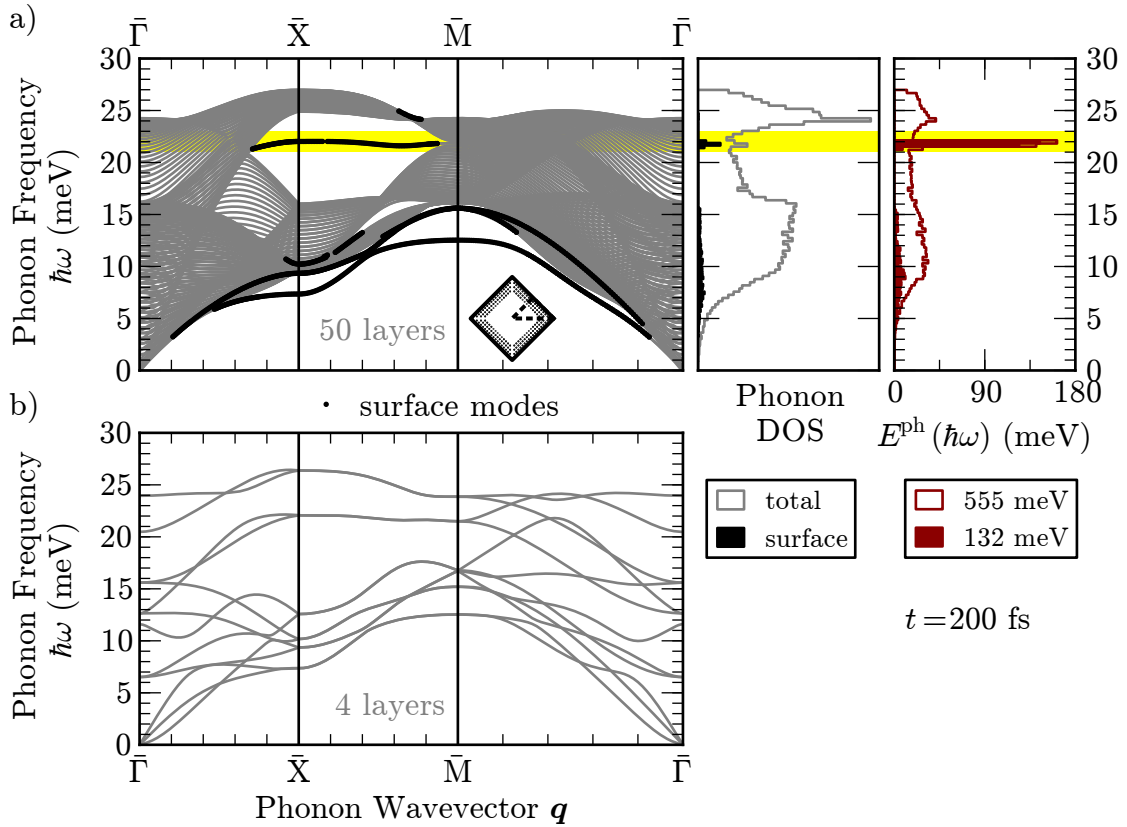 a)
Γ̄ X̄ M̄ Γ̄
Phonon Frequency
ħω (meV)
30
25
20
15
10
5
0
50 layers
30
25
20
15
10
5
0
Phonon
DOS
0 90 180
E^ph (ħω) (meV)
· surface modes
b)
Phonon Frequency
ħω (meV)
30
25
20
15
10
5
0
4 layers
Γ̄ X̄ M̄ Γ̄
Phonon Wavevector q
total
surface
555 meV
132 meV
t=200 fs